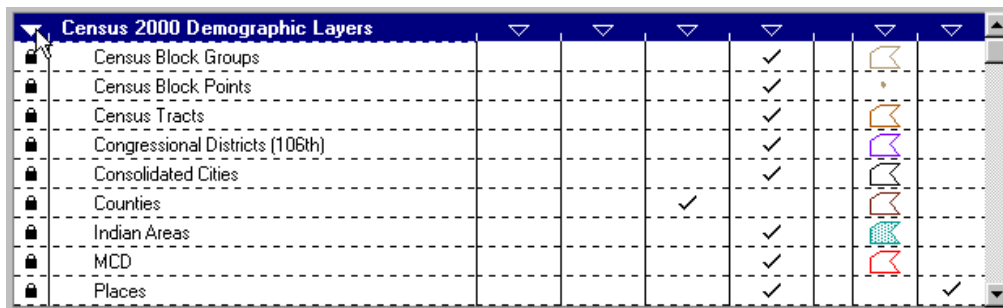 Census 2000 Demographic Layers
Census Block Groups
Census Block Points
Census Tracts
Congressional Districts (106th)
Consolidated Cities
Counties
Indian Areas
MCD
Places